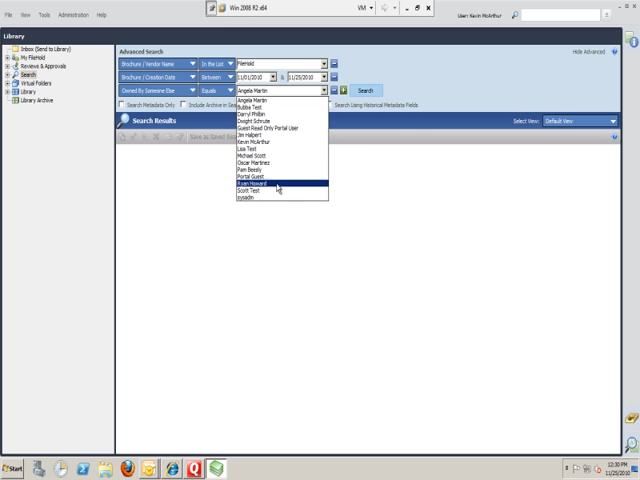 Win 2008 R2 x64
VM
File View Tools Administration Help
User: Kevin McArthur
Library
Inbox (Send to Library)
My FileHold
Reviews & Approvals
Search
Virtual Folders
Library
Library Archive
Advanced Search
Hide Advanced
Brochure / Vendor Name In the List FileHold
Brochure / Creation Date Between 11/01/2010 & 11/25/2010
Owned By Someone Else Equals Angela Martin Search
Search Metadata Only Include Archive in Sea Search Using Historical Metadata Fields
Angela Martin
Bubba Test
Darryl Philbin
Dwight Schrute
Guest Read Only Portal User
Jim Halpert
Kevin McArthur
Lisa Test
Michael Scott
Oscar Martinez
Pam Beesly
Portal Guest
Ryan Howard
Scott Test
sysadm
Search Results
Select View: Default View
Save as Saved Sea
Start
12:30 PM
11/25/2010